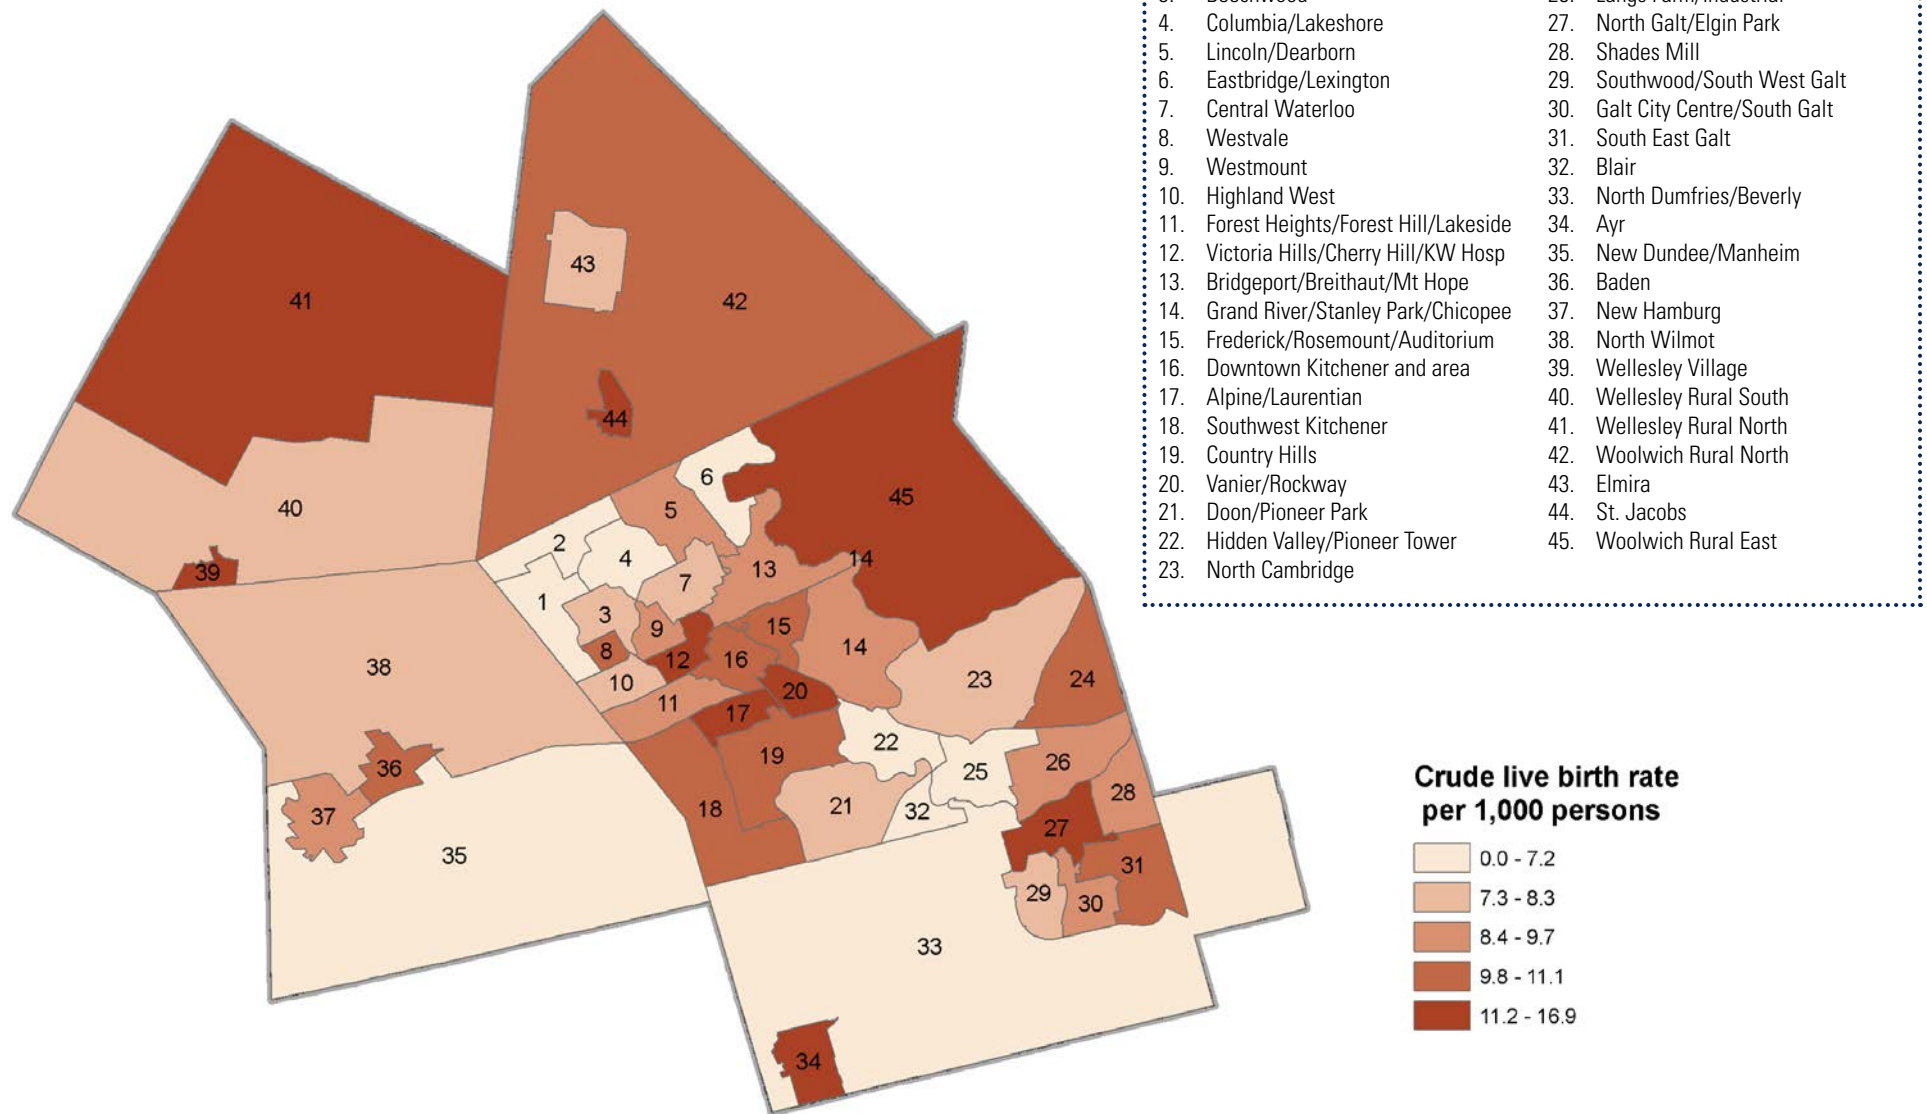 3. Beechwood
4. Columbia/Lakeshore
5. Lincoln/Dearborn
6. Eastbridge/Lexington
7. Central Waterloo
8. Westvale
9. Westmount
10. Highland West
11. Forest Heights/Forest Hill/Lakeside
12. Victoria Hills/Cherry Hill/KW Hosp
13. Bridgeport/Breithaut/Mt Hope
14. Grand River/Stanley Park/Chicopee
15. Frederick/Rosemount/Auditorium
16. Downtown Kitchener and area
17. Alpine/Laurentian
18. Southwest Kitchener
19. Country Hills
20. Vanier/Rockway
21. Doon/Pioneer Park
22. Hidden Valley/Pioneer Tower
23. North Cambridge
26. Langs Farm/Industrial
27. North Galt/Elgin Park
28. Shades Mill
29. Southwood/South West Galt
30. Galt City Centre/South Galt
31. South East Galt
32. Blair
33. North Dumfries/Beverly
34. Ayr
35. New Dundee/Manheim
36. Baden
37. New Hamburg
38. North Wilmot
39. Wellesley Village
40. Wellesley Rural South
41. Wellesley Rural North
42. Woolwich Rural North
43. Elmira
44. St. Jacobs
45. Woolwich Rural East
43
41
42
44
6
45
40
5
2
4
14
13
39
7
1
3
9
15
14
8
12
16
38
23
24
10
20
11
17
22
19
26
36
25
28
21
18
32
37
27
35
31
29
30
33
34
Crude live birth rate
per 1,000 persons
0.0 - 7.2
7.3 - 8.3
8.4 - 9.7
9.8 - 11.1
11.2 - 16.9